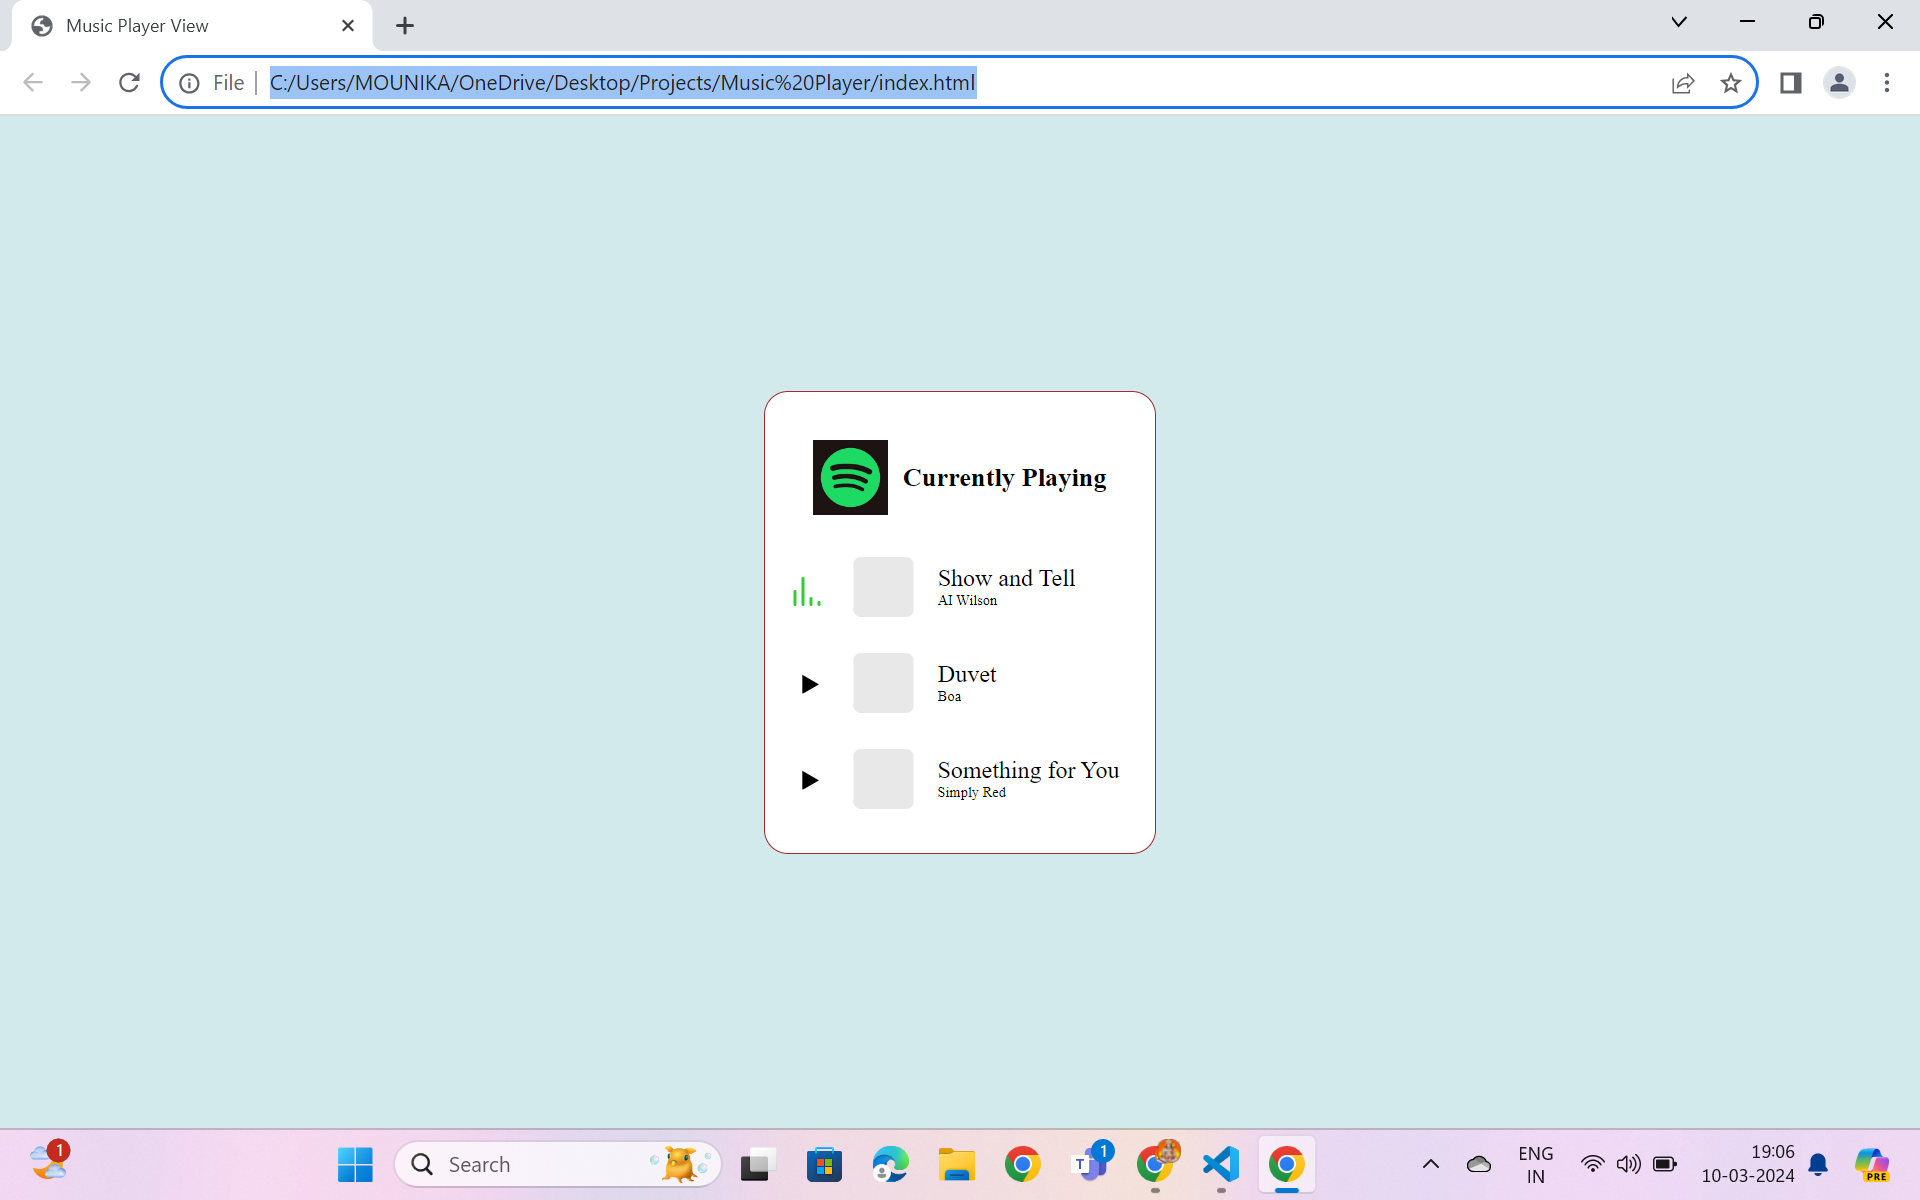 Music Player View
File
C:/Users/MOUNIKA/OneDrive/Desktop/Projects/Music%20Player/index.html
Currently Playing
Show and Tell
AI Wilson
Duvet
Boa
Something for You
Simply Red
1
Search
T
1
ENG
IN
19:06
10-03-2024
PRE